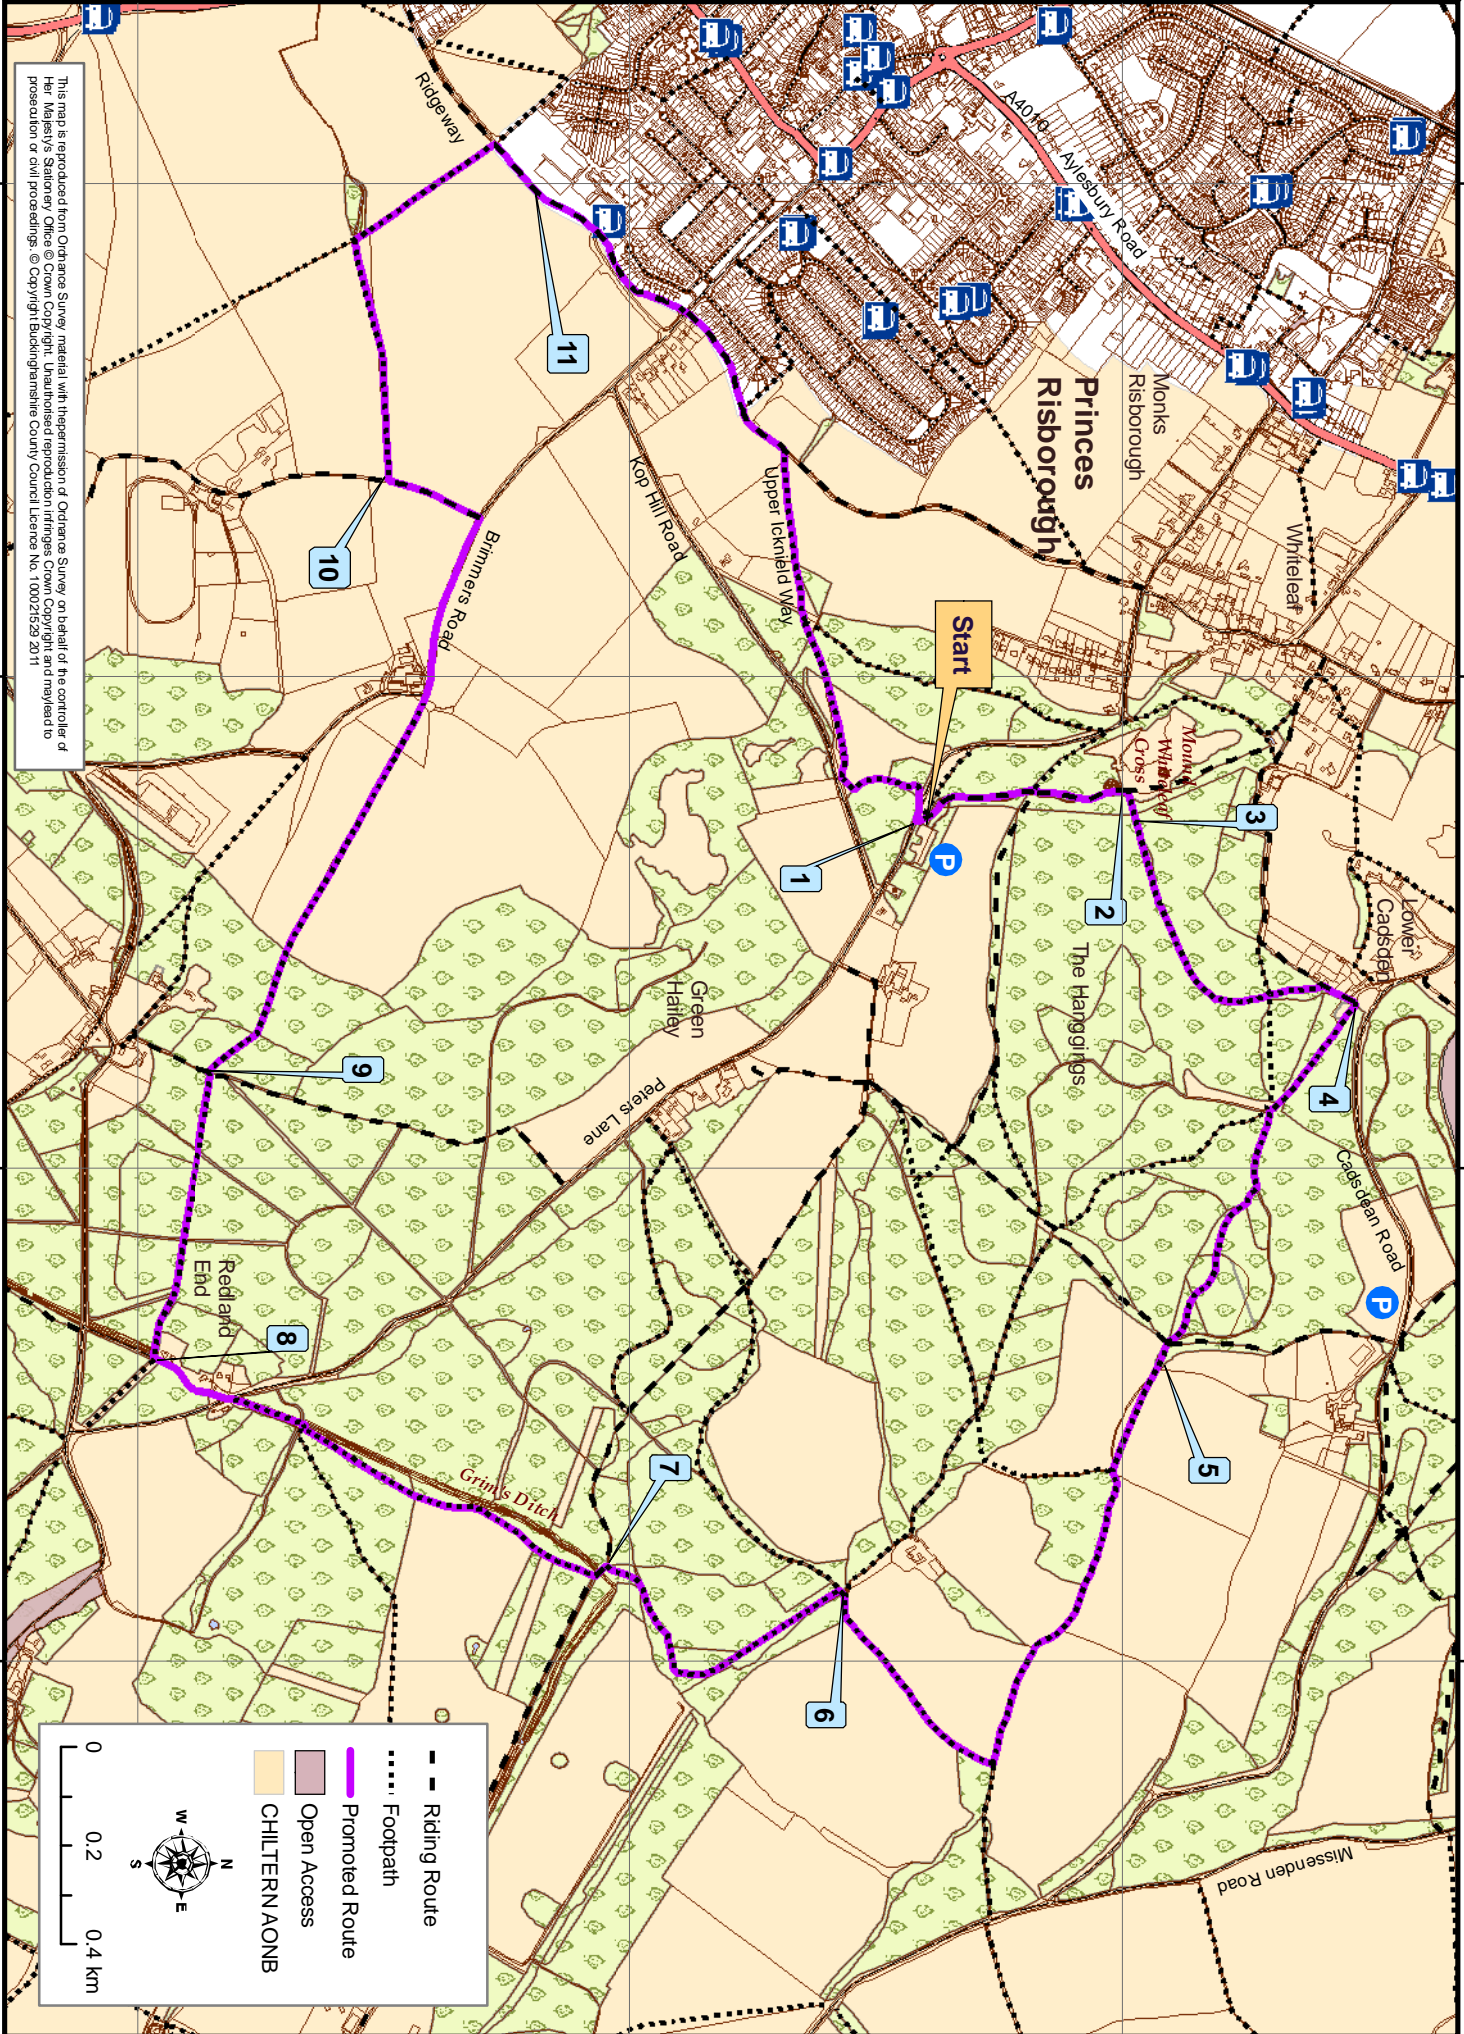 Ridgeway
A4010
Aylesbury Road
Monks
Risborough
Princes
Risborough
Whiteleaf
Upper Icknield Way
Kop Hill Road
Brimmers Road
Start
Mound
Whiteleaf
Cross
Lower
Cadsden
The Hangings
Green
Hailey
Peters Lane
Cadsdean Road
Redland
End
Grim's Ditch
Missenden Road
P
P
1
2
3
4
5
6
7
8
9
10
11
Riding Route
Footpath
Promoted Route
Open Access
CHILTERN AONB
N
E
S
W
0 0.2 0.4 km
This map is reproduced from Ordnance Survey material with the permission of Ordnance Survey on behalf of the controller of
Her Majesty's Stationery Office © Crown Copyright. Unauthorised reproduction infringes Crown Copyright and may lead to
prosecution or civil proceedings. © Copyright Buckinghamshire County Council Licence No. 100021529 2011